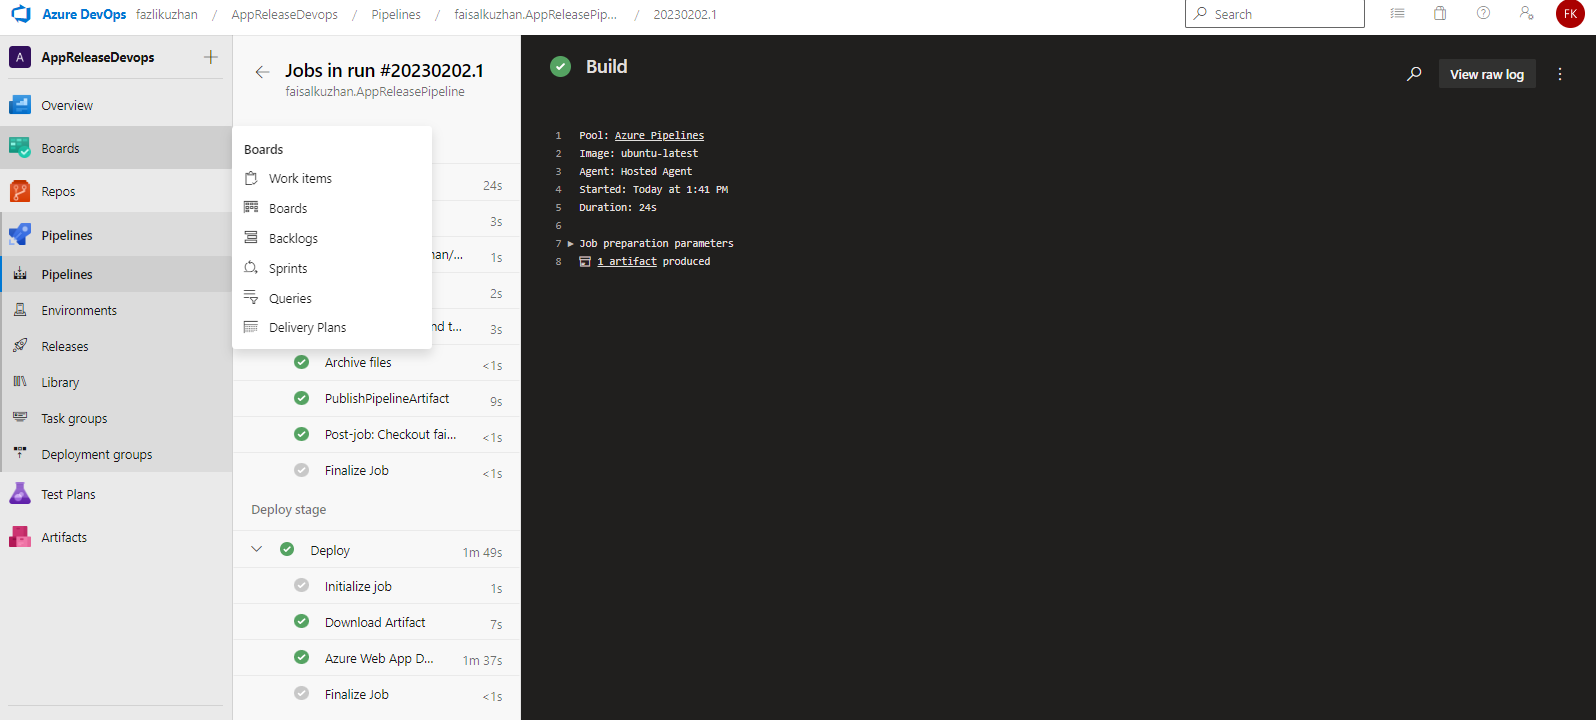 Azure DevOps fazlikuzhan / AppReleaseDevops / Pipelines / faisalkuzhan.AppReleasePip... / 20230202.1
Search
FK
A AppReleaseDevops +
Overview
Boards
Repos
Pipelines
Pipelines
Environments
Releases
Library
Task groups
Deployment groups
Test Plans
Artifacts
Jobs in run #20230202.1
faisalkuzhan.AppReleasePipeline
Boards
Work items
Boards
Backlogs
Sprints
Queries
Delivery Plans
24s
3s
nan/... 1s
2s
nd t... 3s
Archive files <1s
PublishPipelineArtifact 9s
Post-job: Checkout fai... <1s
Finalize Job <1s
Deploy stage
Deploy 1m 49s
Initialize job 1s
Download Artifact 7s
Azure Web App D... 1m 37s
Finalize Job <1s
Build
View raw log
1 Pool: Azure Pipelines
2 Image: ubuntu-latest
3 Agent: Hosted Agent
4 Started: Today at 1:41 PM
5 Duration: 24s
6
7 Job preparation parameters
8 1 artifact produced